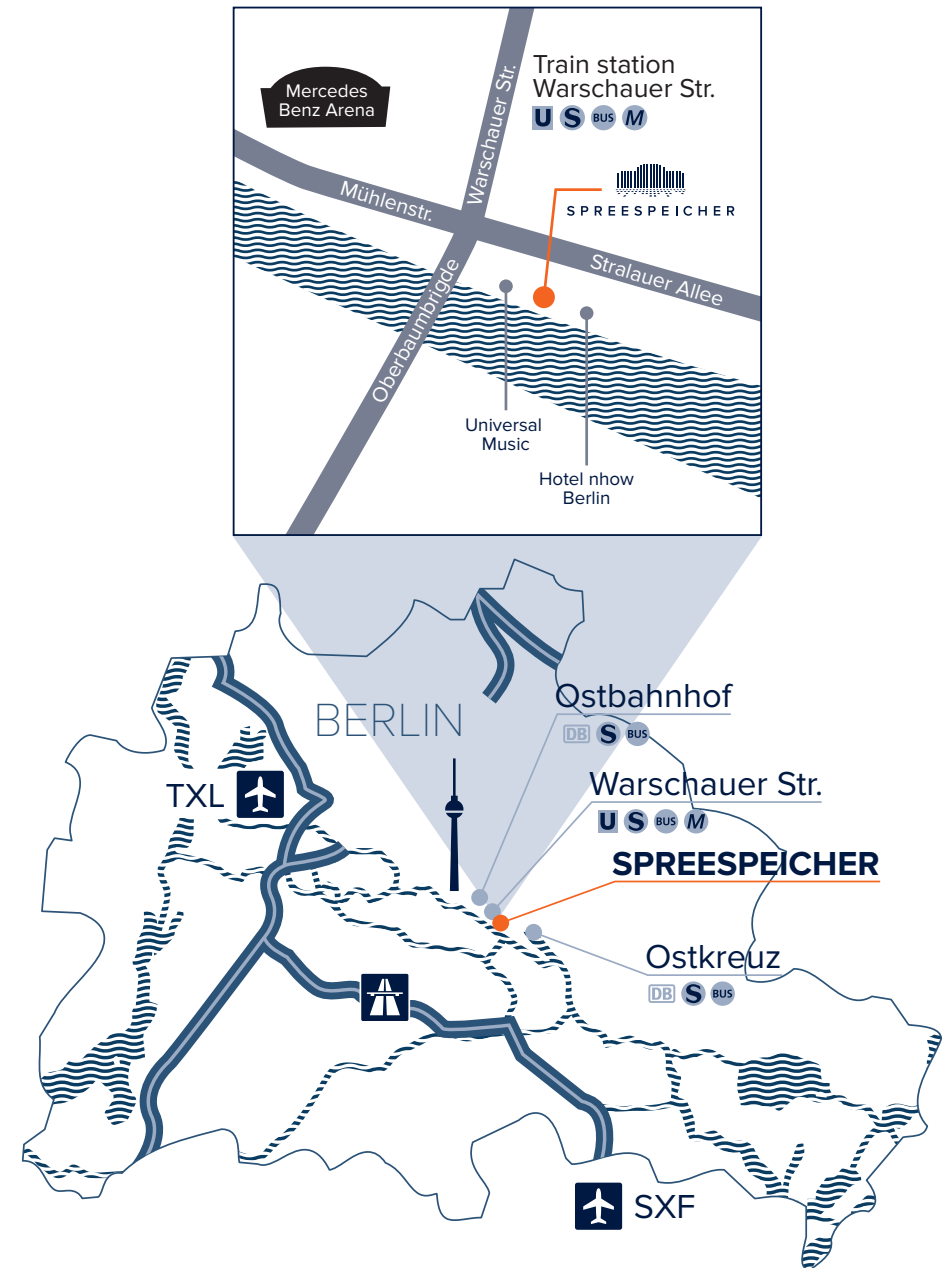 Mercedes
Benz Arena
Warschauer Str.
Train station
Warschauer Str.
U S BUS M
SPREESPEICHER
Mühlenstr.
Stralauer Allee
Oberbaumbrigde
Universal
Music
Hotel nhow
Berlin
BERLIN
Ostbahnhof
DB S BUS
TXL
Warschauer Str.
U S BUS M
SPREESPEICHER
Ostkreuz
DB S BUS
SXF